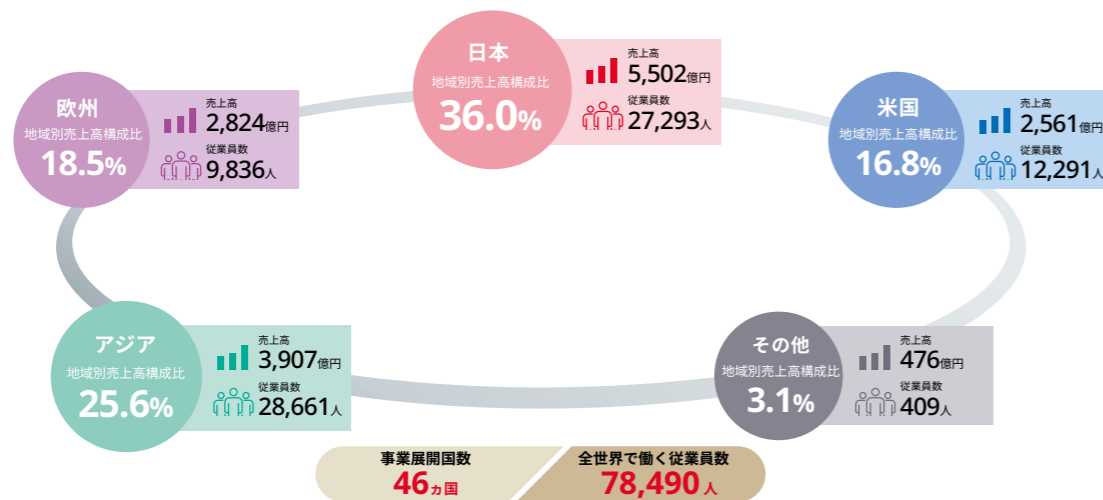 日本
地域別売上高構成比
36.0%
売上高
5,502億円
従業員数
27,293人
欧州
地域別売上高構成比
18.5%
売上高
2,824億円
従業員数
9,836人
米国
地域別売上高構成比
16.8%
売上高
2,561億円
従業員数
12,291人
アジア
地域別売上高構成比
25.6%
売上高
3,907億円
従業員数
28,661人
その他
地域別売上高構成比
3.1%
売上高
476億円
従業員数
409人
事業展開国数
46ヵ国
全世界で働く従業員数
78,490人